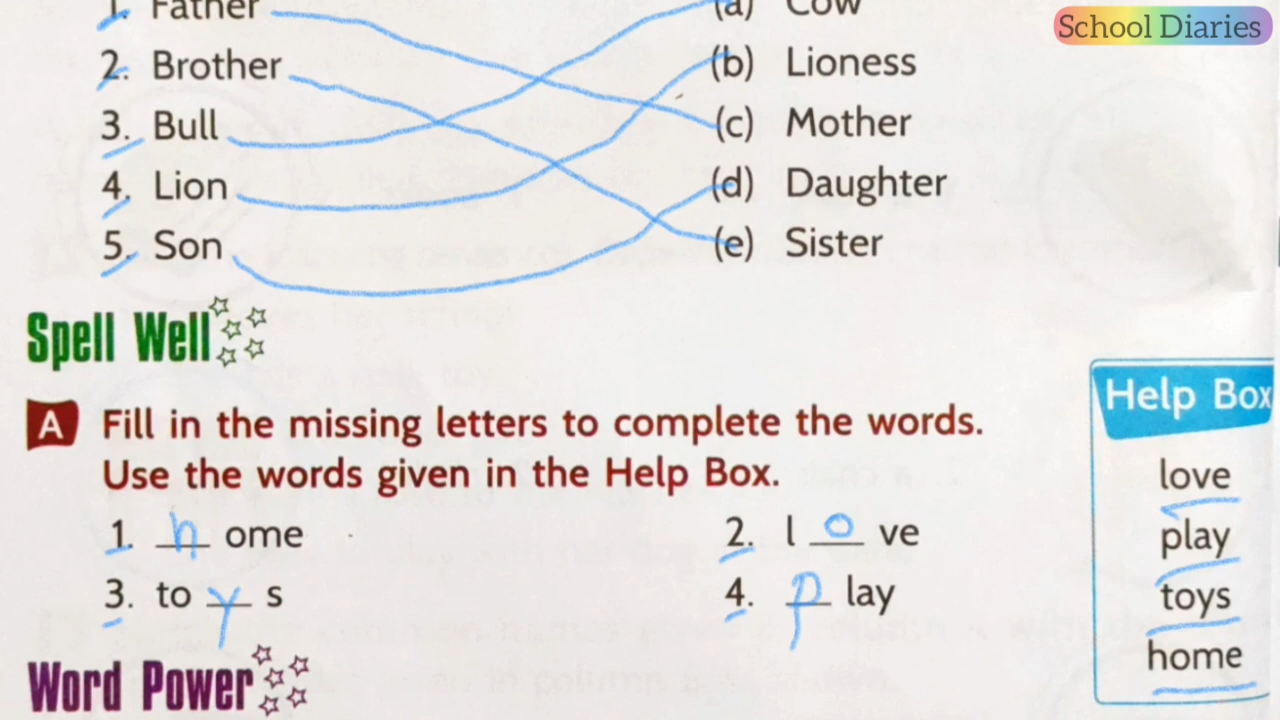 1. Father (a) Cow
School Diaries
2. Brother (b) Lioness
3. Bull (c) Mother
4. Lion (d) Daughter
5. Son (e) Sister
Spell Well
A Fill in the missing letters to complete the words.
Use the words given in the Help Box.
1. h ome 2. l o ve
3. to y s 4. p lay
Help Box
love
play
toys
home
Word Power